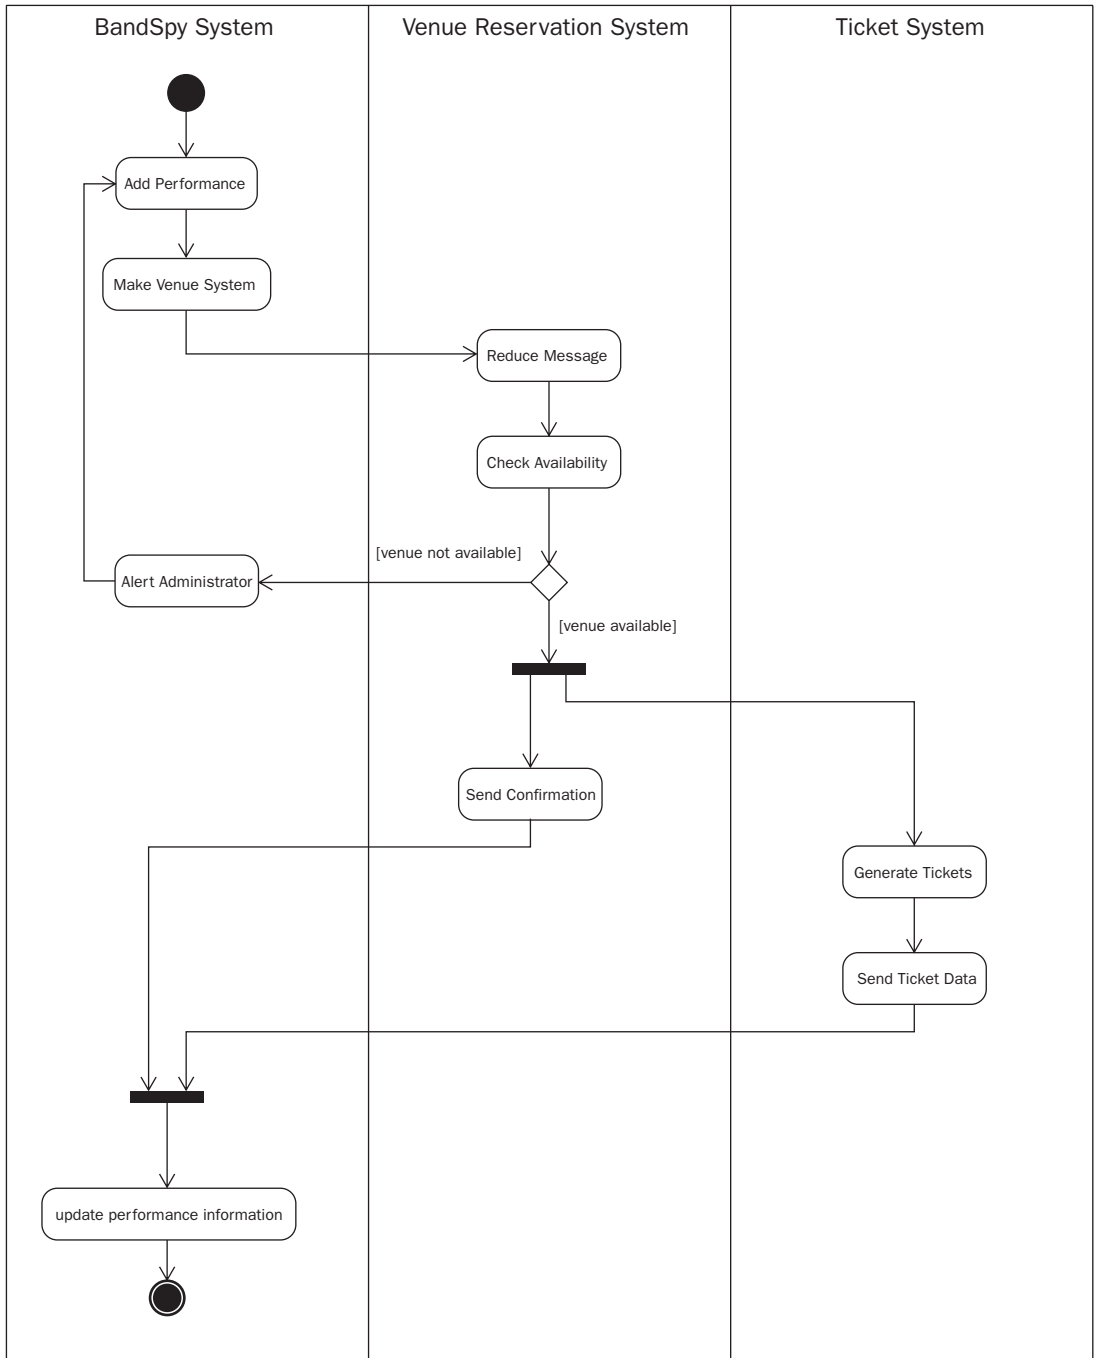 BandSpy System
Venue Reservation System
Ticket System
Add Performance
Make Venue System
Reduce Message
Check Availability
[venue not available]
Alert Administrator
[venue available]
Send Confirmation
Generate Tickets
Send Ticket Data
update performance information